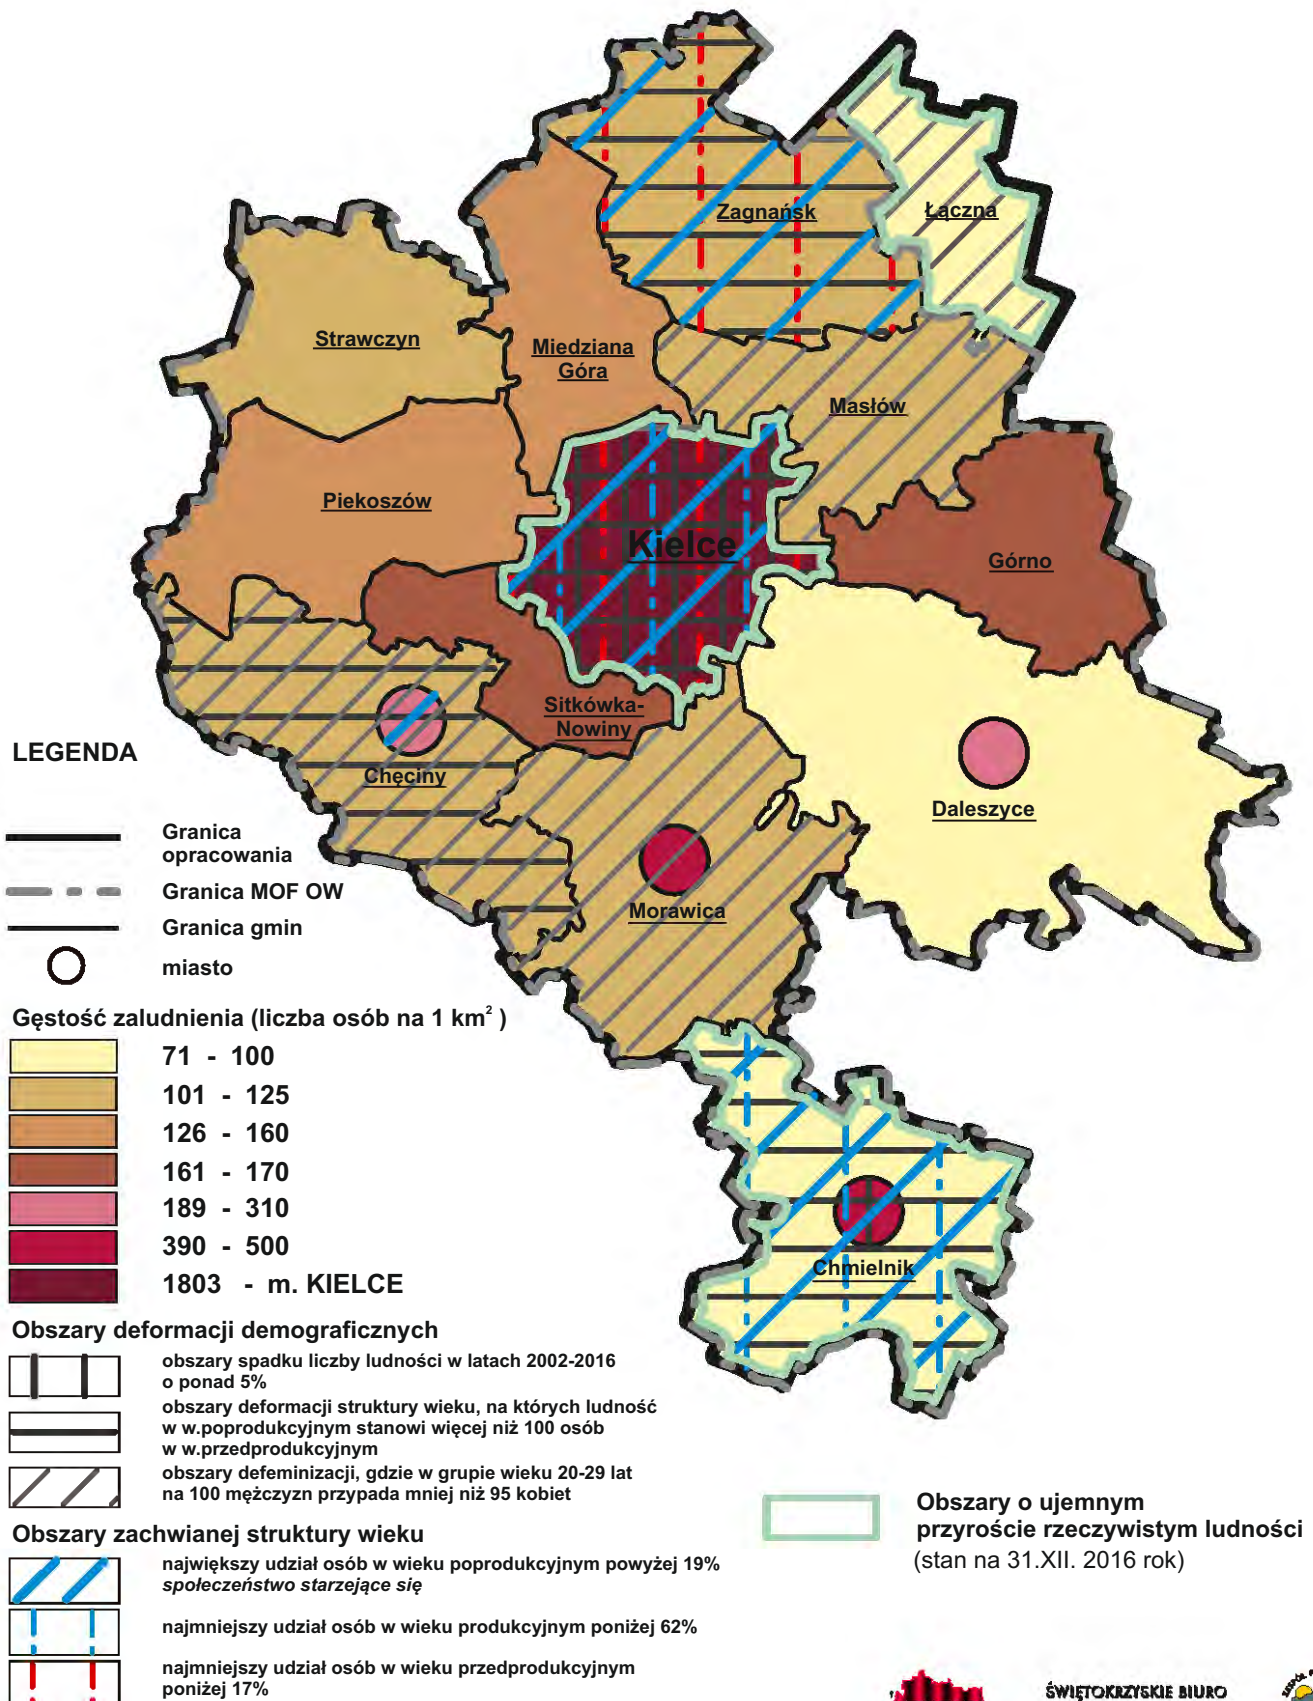 Zagnańsk
Łączna
Strawczyn
Miedziana
Góra
Masłów
Piekoszów
Kielce
Górno
Sitkówka-
Nowiny
Chęciny
Daleszyce
Morawica
Chmielnik
LEGENDA
Granica
opracowania
Granica MOF OW
Granica gmin
miasto
Gęstość zaludnienia (liczba osób na 1 km² )
71 - 100
101 - 125
126 - 160
161 - 170
189 - 310
390 - 500
1803 - m. KIELCE
Obszary deformacji demograficznych
obszary spadku liczby ludności w latach 2002-2016
o ponad 5%
obszary deformacji struktury wieku, na których ludność
w w.poprodukcyjnym stanowi więcej niż 100 osób
w w.przedprodukcyjnym
obszary defeminizacji, gdzie w grupie wieku 20-29 lat
na 100 mężczyzn przypada mniej niż 95 kobiet
Obszary zachwianej struktury wieku
największy udział osób w wieku poprodukcyjnym powyżej 19%
społeczeństwo starzejące się
najmniejszy udział osób w wieku produkcyjnym poniżej 62%
najmniejszy udział osób w wieku przedprodukcyjnym
poniżej 17%
Obszary o ujemnym
przyroście rzeczywistym ludności
(stan na 31.XII. 2016 rok)
ŚWIĘTOKRZYSKIE BIURO